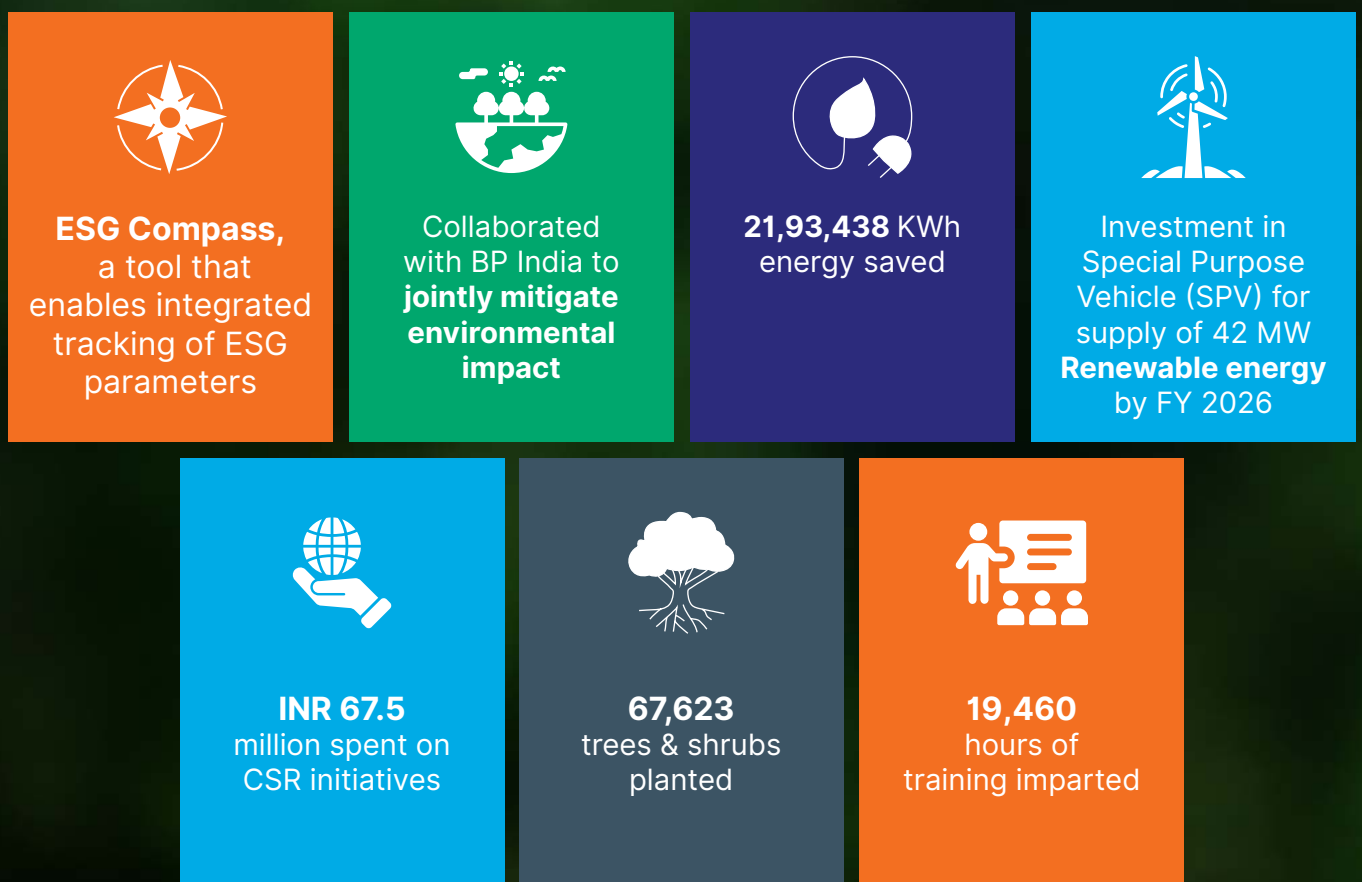 ESG Compass,
a tool that
enables integrated
tracking of ESG
parameters
Collaborated
with BP India to
jointly mitigate
environmental
impact
21,93,438 KWh
energy saved
Investment in
Special Purpose
Vehicle (SPV) for
supply of 42 MW
Renewable energy
by FY 2026
INR 67.5
million spent on
CSR initiatives
67,623
trees & shrubs
planted
19,460
hours of
training imparted